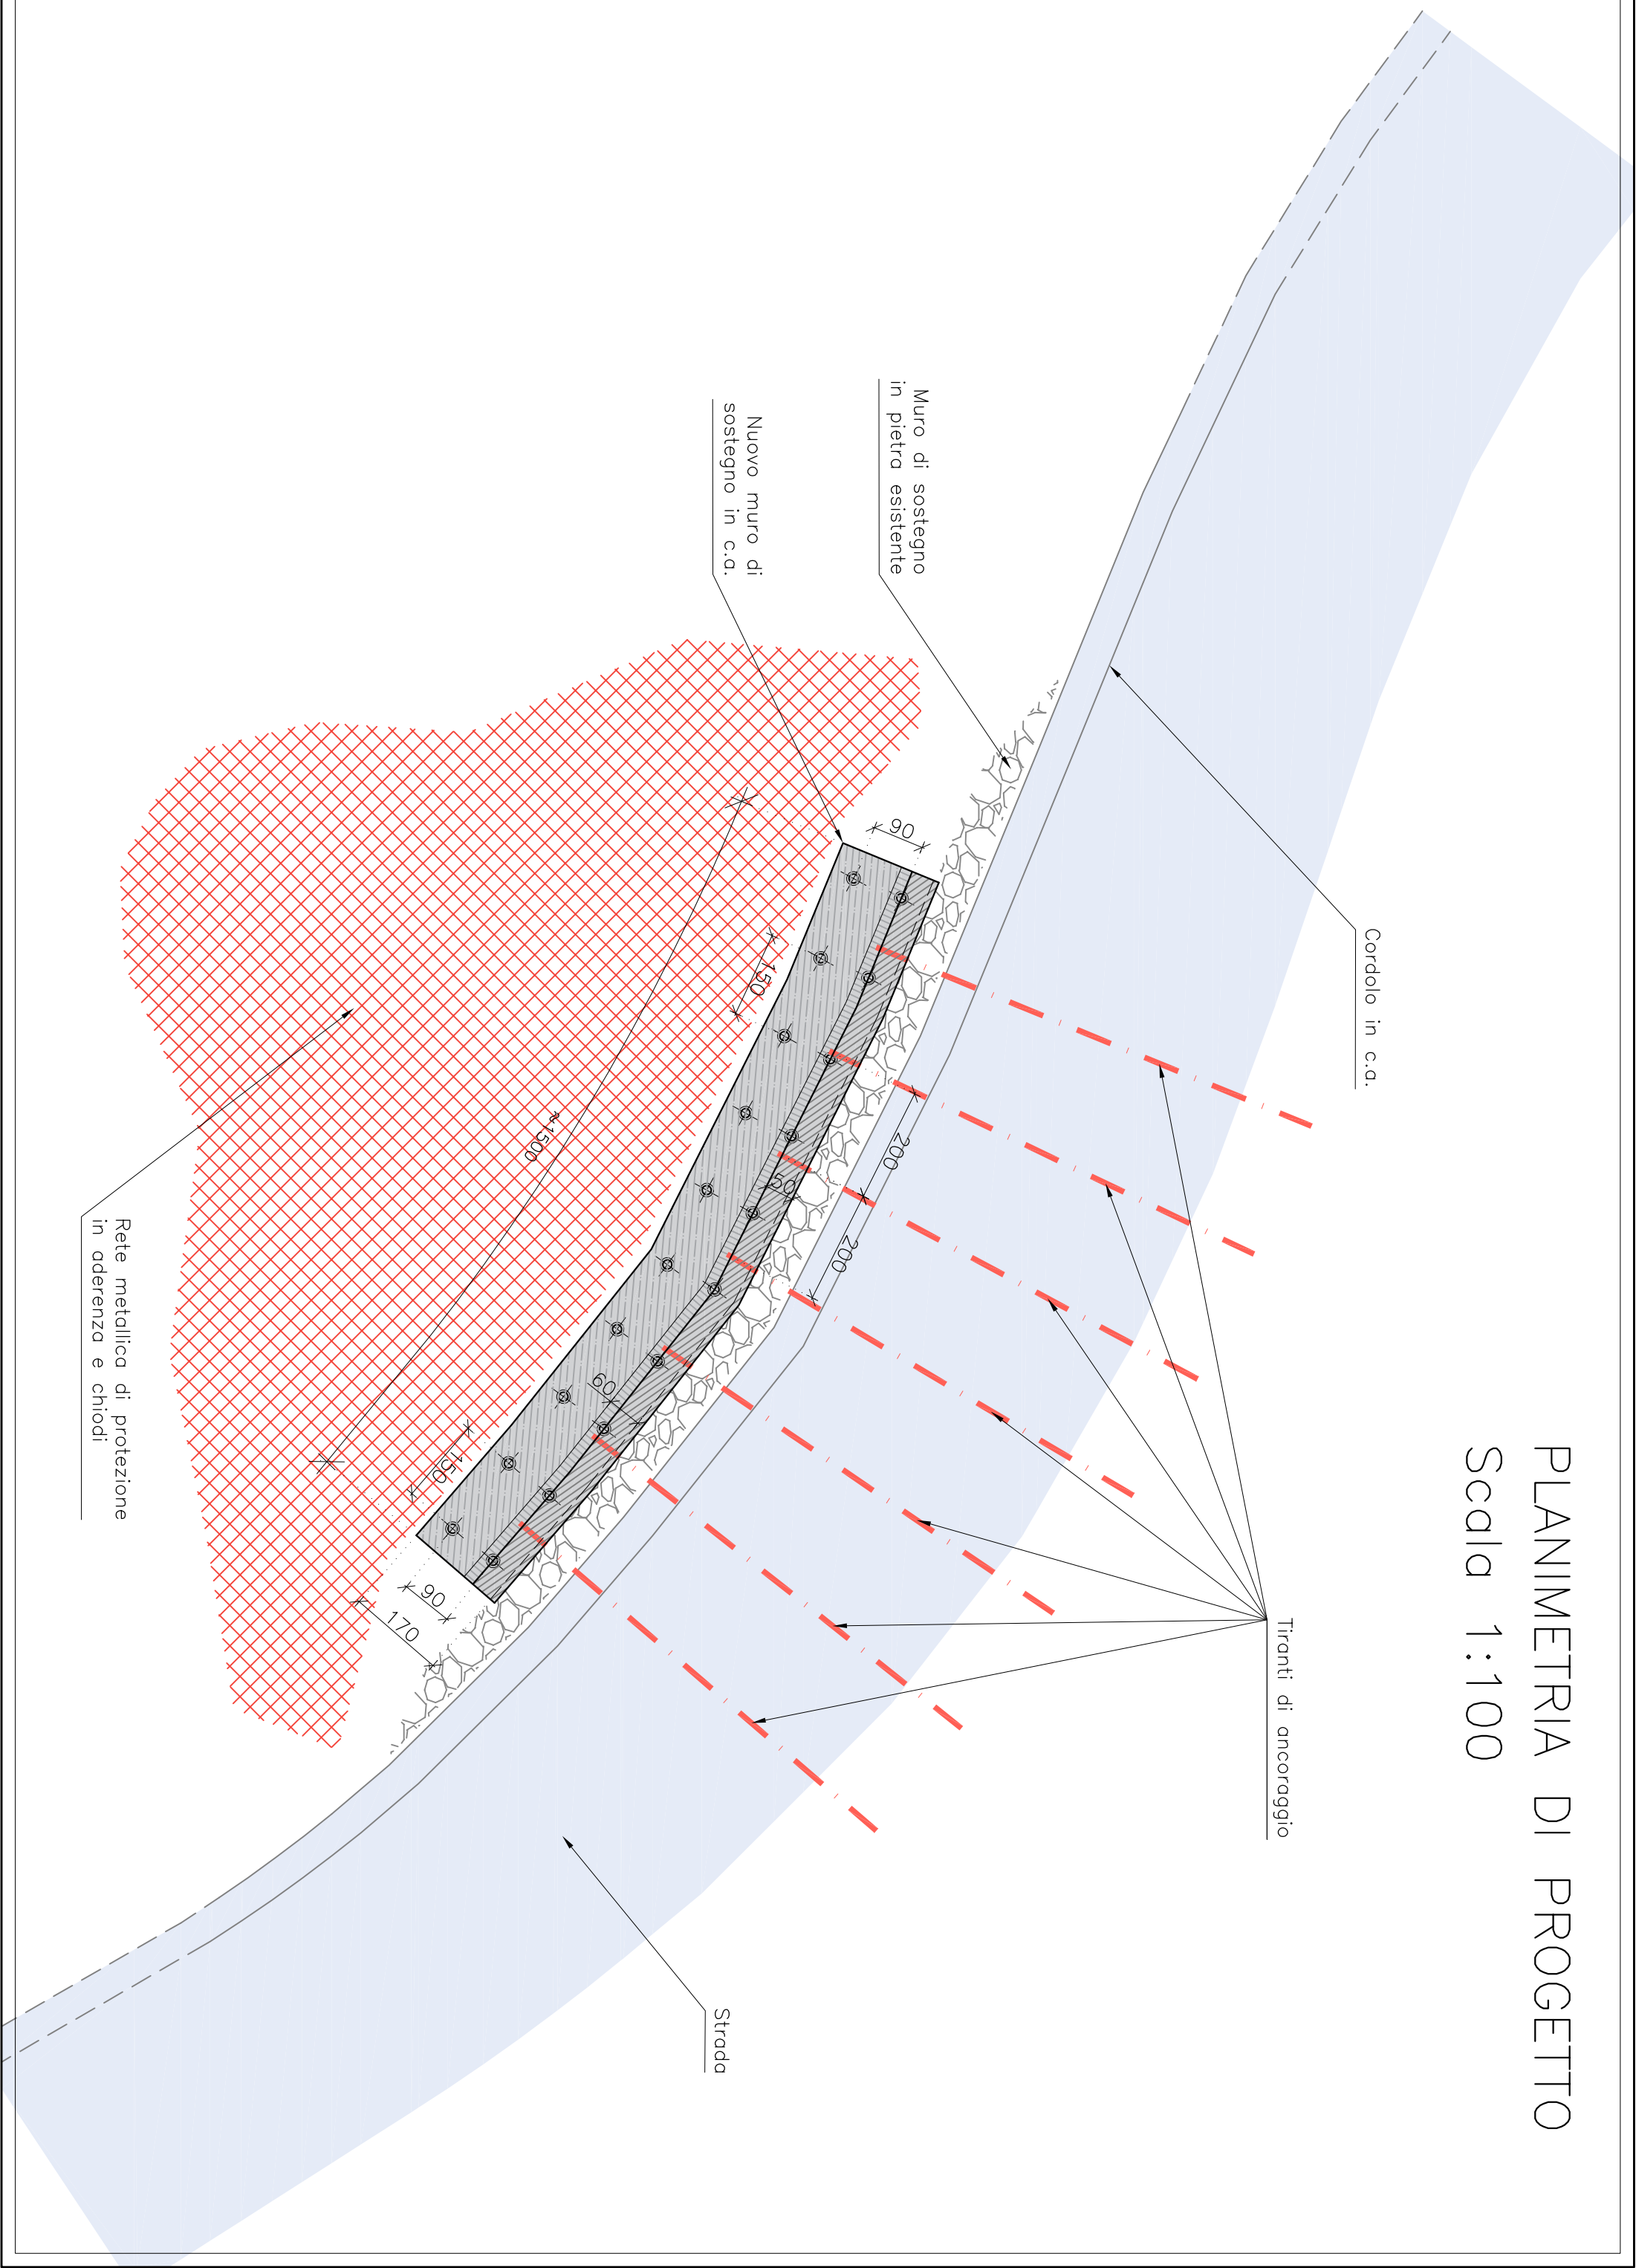 PLANIMETRIA DI PROGETTO
Scala 1:100
Cordolo in c.a.
Tiranti di ancoraggio
Muro di sostegno
in pietra esistente
Nuovo muro di
sostegno in c.a.
Strada
Rete metallica di protezione
in aderenza e chiodi
90
150
200
200
50
≈1500
60
150
90
170